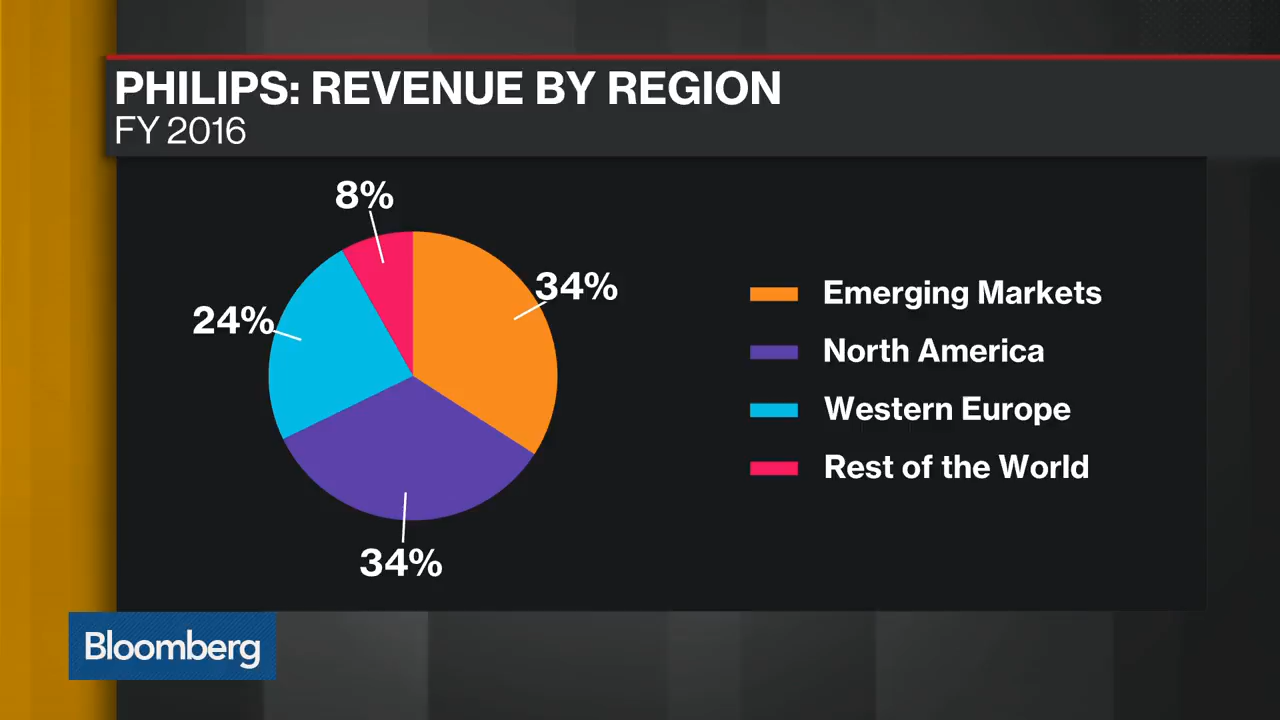 PHILIPS: REVENUE BY REGION
FY 2016
8%
34%
24%
34%
Emerging Markets
North America
Western Europe
Rest of the World
Bloomberg